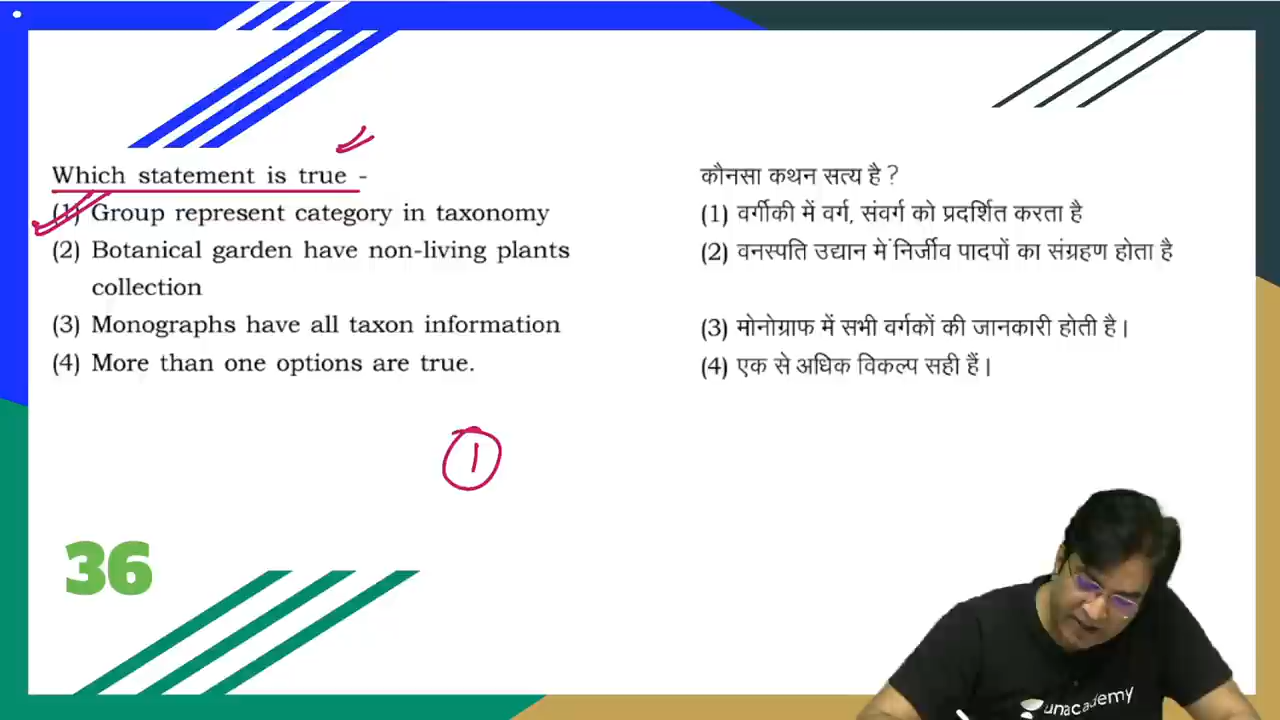 Which statement is true -
(1) Group represent category in taxonomy
(2) Botanical garden have non-living plants
collection
(3) Monographs have all taxon information
(4) More than one options are true.
कौनसा कथन सत्य है ?
(1) वर्गीकी में वर्ग, संवर्ग को प्रदर्शित करता है
(2) वनस्पति उद्यान में निर्जीव पादपों का संग्रहण होता है
(3) मोनोग्राफ में सभी वर्गकों की जानकारी होती है।
(4) एक से अधिक विकल्प सही हैं।
1
36
unacademy